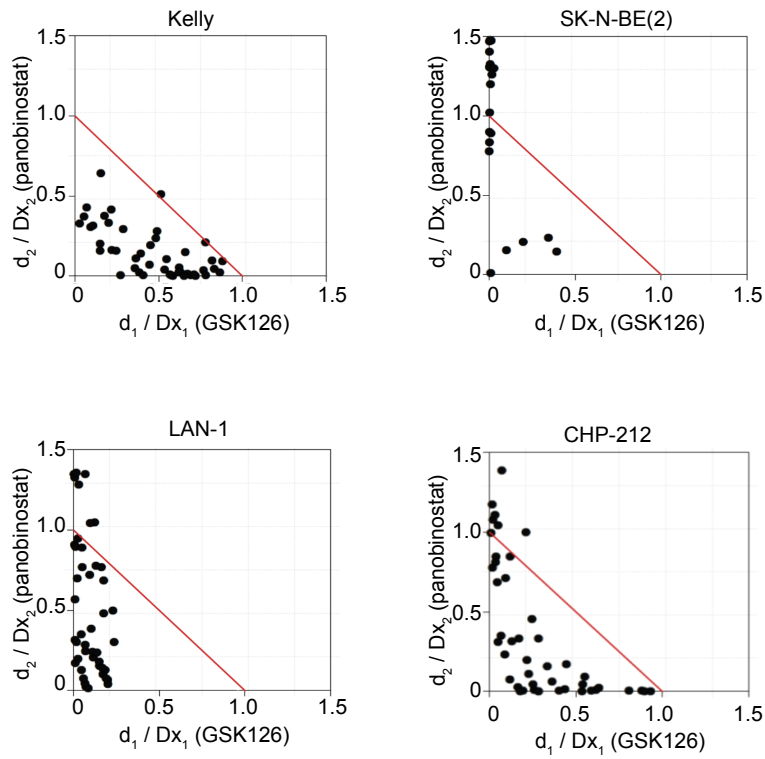 Kelly
1.5
1.0
0.5
0
0 0.5 1.0 1.5
d₂ / Dx₂ (panobinostat)
d₁ / Dx₁ (GSK126)
SK-N-BE(2)
1.5
1.0
0.5
0
0 0.5 1.0 1.5
d₂ / Dx₂ (panobinostat)
d₁ / Dx₁ (GSK126)
LAN-1
1.5
1.0
0.5
0
0 0.5 1.0 1.5
d₂ / Dx₂ (panobinostat)
d₁ / Dx₁ (GSK126)
CHP-212
1.5
1.0
0.5
0
0 0.5 1.0 1.5
d₂ / Dx₂ (panobinostat)
d₁ / Dx₁ (GSK126)